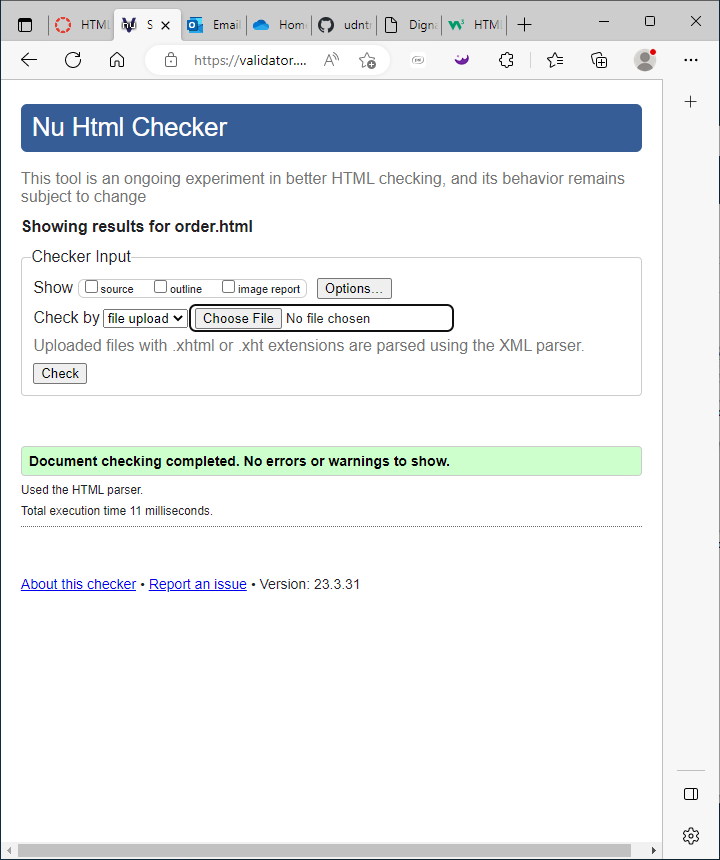 HTML
S
Email
Home
udnt
Digna
HTML
https://validator....
Nu Html Checker
This tool is an ongoing experiment in better HTML checking, and its behavior remains
subject to change
Showing results for order.html
Checker Input
Show source outline image report Options...
Check by file upload Choose File No file chosen
Uploaded files with .xhtml or .xht extensions are parsed using the XML parser.
Check
Document checking completed. No errors or warnings to show.
Used the HTML parser.
Total execution time 11 milliseconds.
About this checker • Report an issue • Version: 23.3.31